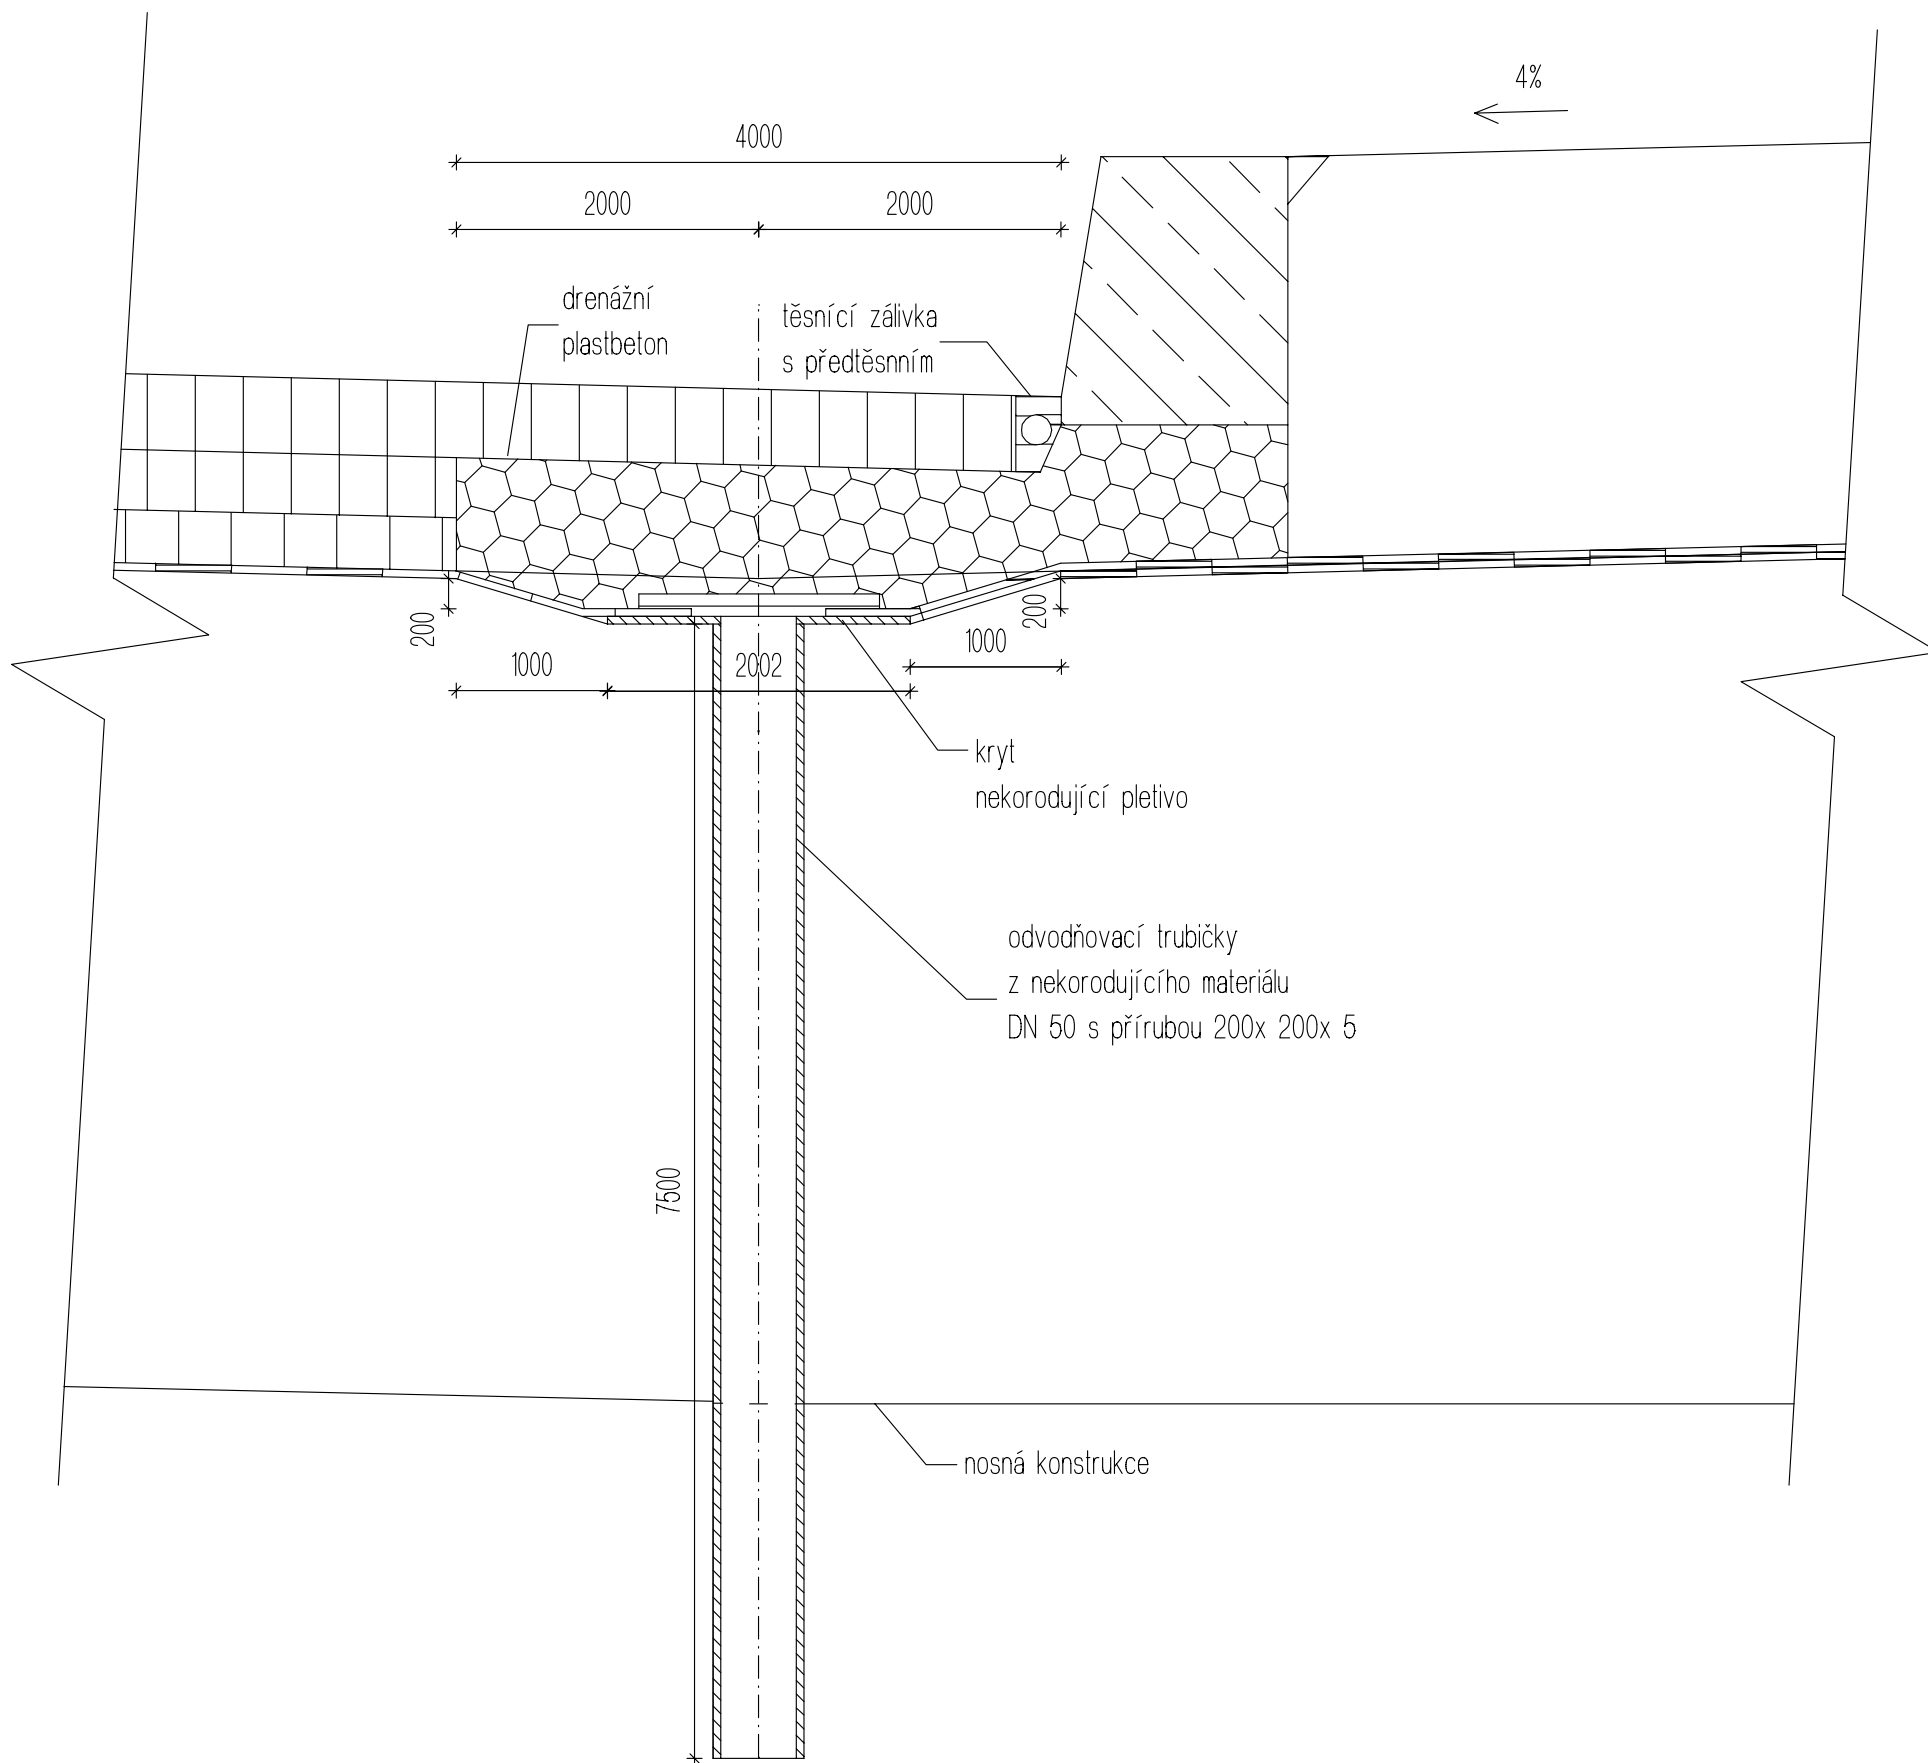 4%
4000
2000
2000
drenážní
plastbeton
těsnící zálivka
s předtěsnním
200
200
1000
2002
1000
kryt
nekorodující pletivo
odvodňovací trubičky
z nekorodujícího materiálu
DN 50 s přírubou 200x 200x 5
7500
nosná konstrukce